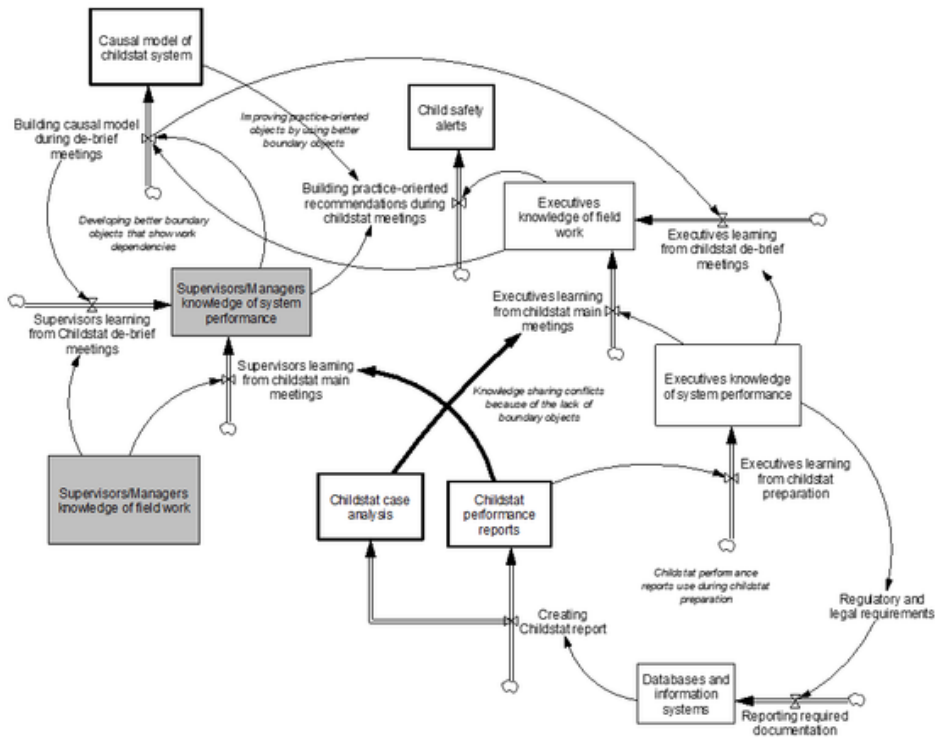 Causal model of
childstat system
Building causal model
during de-brief
meetings
Improving practice-oriented
objects by using better
boundary objects
Child safety
alerts
Building practice-oriented
recommendations during
childstat meetings
Executives
knowledge of field
work
Executives learning
from childstat de-brief
meetings
Developing better boundary
objects that show work
dependencies
Supervisors/Managers
knowledge of system
performance
Supervisors learning
from Childstat de-brief
meetings
Executives learning
from childstat main
meetings
Supervisors learning
from childstat main
meetings
Knowledge sharing conflicts
because of the lack of
boundary objects
Executives knowledge
of system performance
Supervisors/Managers
knowledge of field work
Childstat case
analysis
Childstat
performance
reports
Executives learning
from childstat
preparation
Childstat performance
reports use during childstat
preparation
Regulatory and
legal requirements
Creating
Childstat report
Databases and
information
systems
Reporting required
documentation